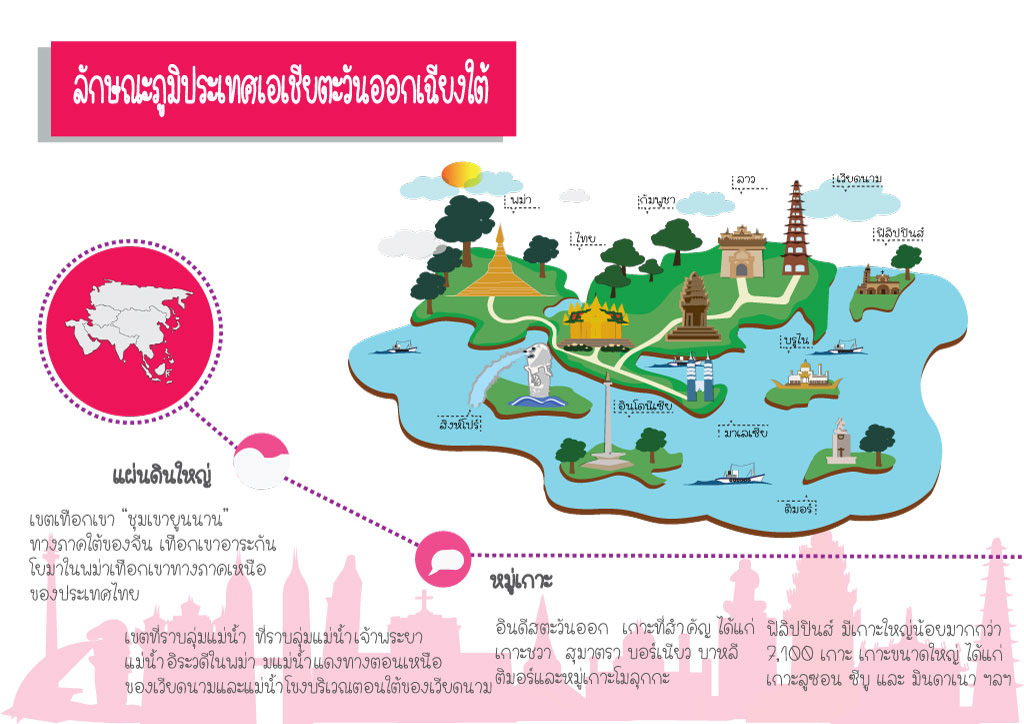 ลักษณะภูมิประเทศเอเชียตะวันออกเฉียงใต้
พม่า
ไทย
กัมพูชา
ลาว
เวียดนาม
ฟิลิปปินส์
บรูไน
สิงห์โปร์
อินโดนีเซีย
มาเลเซีย
ติมอร์
แผ่นดินใหญ่
เขตเทือกเขา “ชุมเขายูนนาน”
ทางภาคใต้ของจีน เทือกเขาอาระกัน
โยมาในพม่าเทือกเขาทางภาคเหนือ
ของประเทศไทย
เขตที่ราบลุ่มแม่น้ำ ที่ราบลุ่มแม่น้ำเจ้าพระยา
แม่น้ำอิระวดีในพม่า มแม่น้ำแดงทางตอนเหนือ
ของเวียดนามและแม่น้ำโขงบริเวณตอนใต้ของเวียดนาม
หมู่เกาะ
อินดีสตะวันออก เกาะที่สำคัญ ได้แก่
เกาะชวา สุมาตรา บอร์เนียว บาหลี
ติมอร์และหมู่เกาะโมลุกกะ
ฟิลิปปินส์ มีเกาะใหญ่น้อยมากกว่า
7,100 เกาะ เกาะขนาดใหญ่ ได้แก่
เกาะลูซอน ซีบู และ มินดาเนา ฯลฯ